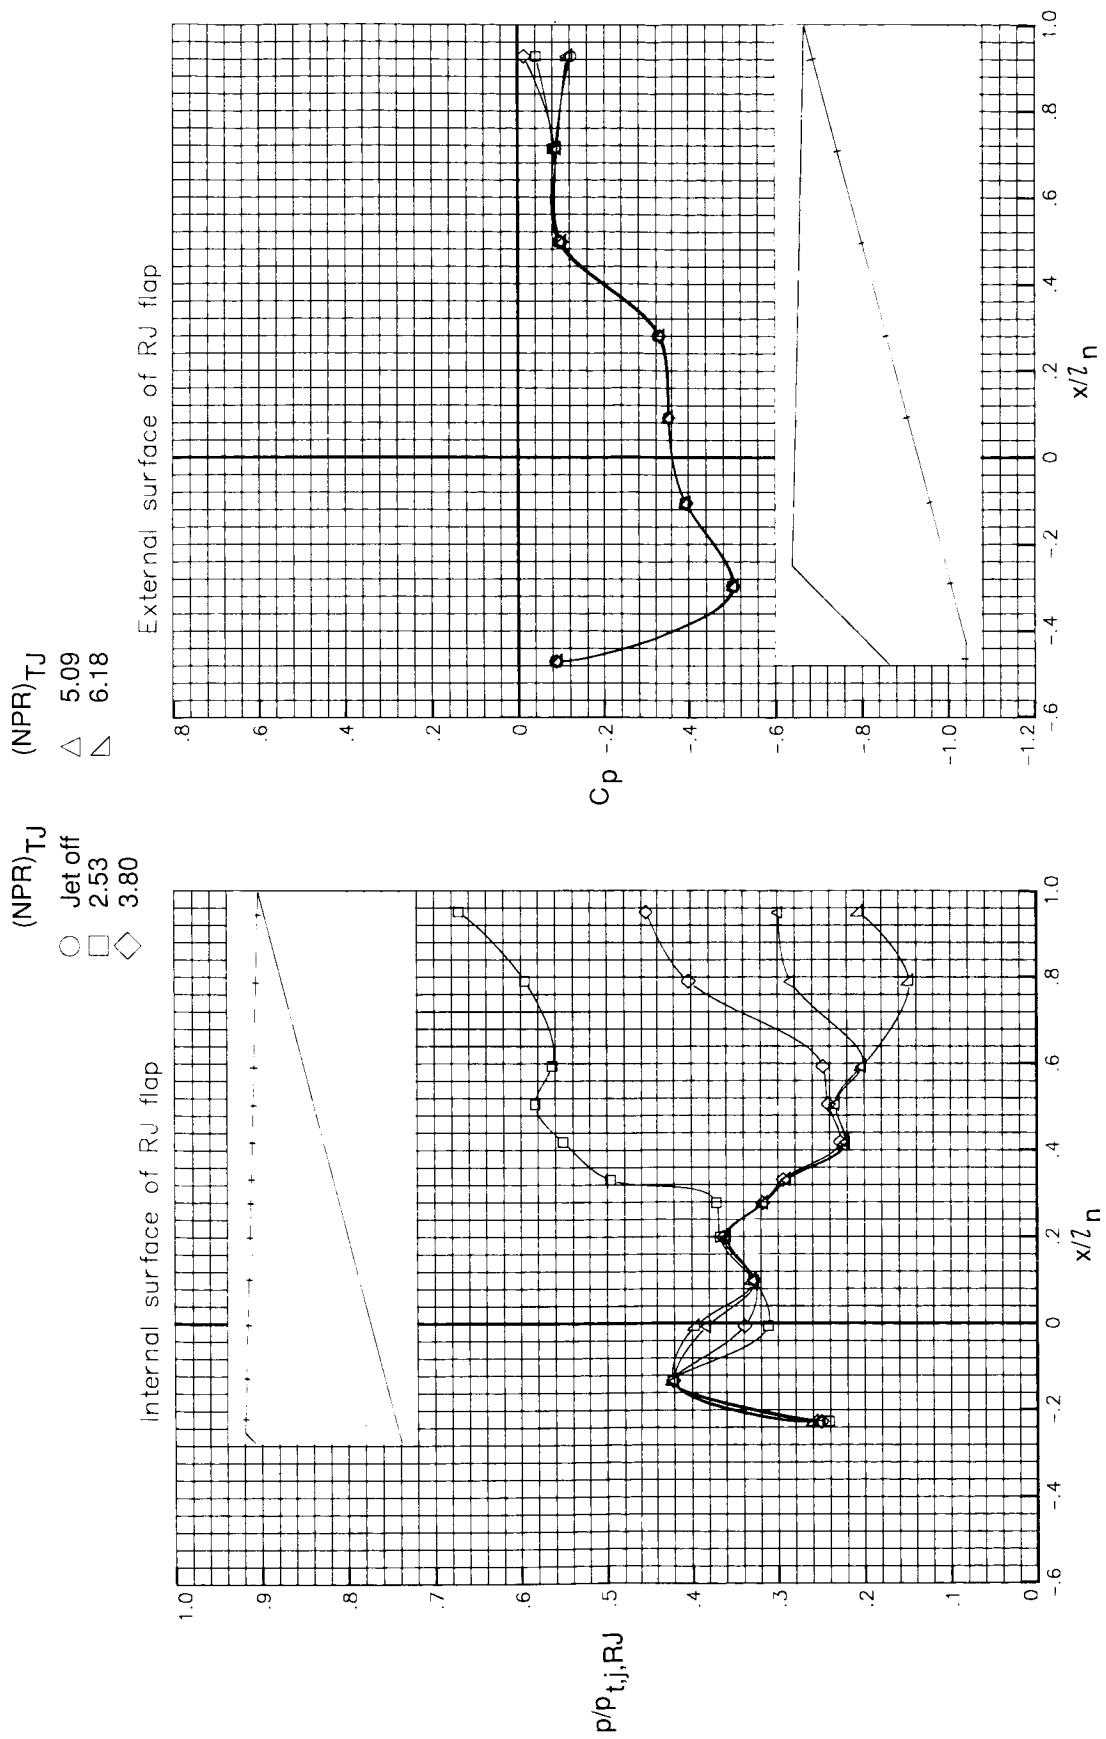 (NPR)TJ
○ Jet off
□ 2.53
◇ 3.80
(NPR)TJ
△ 5.09
6.18
Internal surface of RJ flap
1.0
.9
.8
.7
.6
.5
.4
.3
.2
.1
0
p/pt,j,RJ
-.6 -.4 -.2 0 .2 .4 .6 .8 1.0
x/ln
External surface of RJ flap
.8
.6
.4
.2
0
-.2
-.4
-.6
-.8
-1.0
-1.2
Cp
-.6 -.4 -.2 0 .2 .4 .6 .8 1.0
x/ln